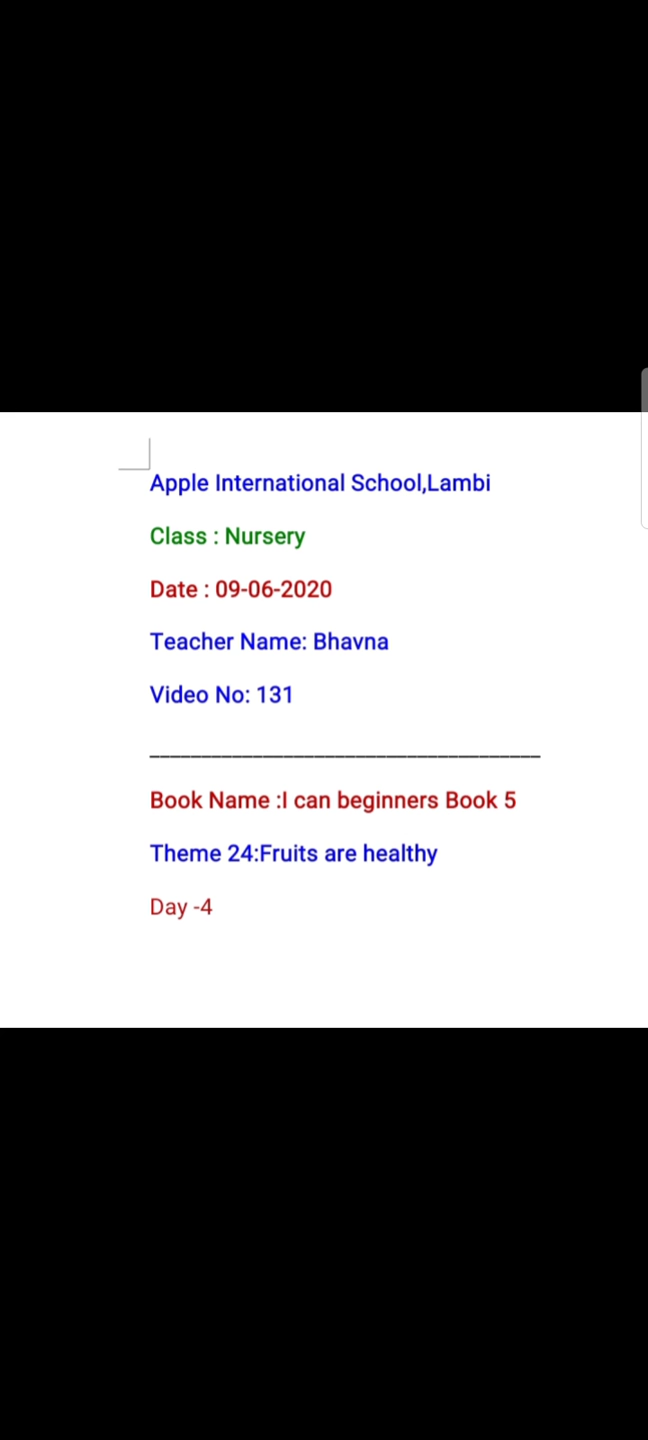 Apple International School,Lambi
Class : Nursery
Date : 09-06-2020
Teacher Name: Bhavna
Video No: 131
______________________________________
Book Name :I can beginners Book 5
Theme 24:Fruits are healthy
Day -4